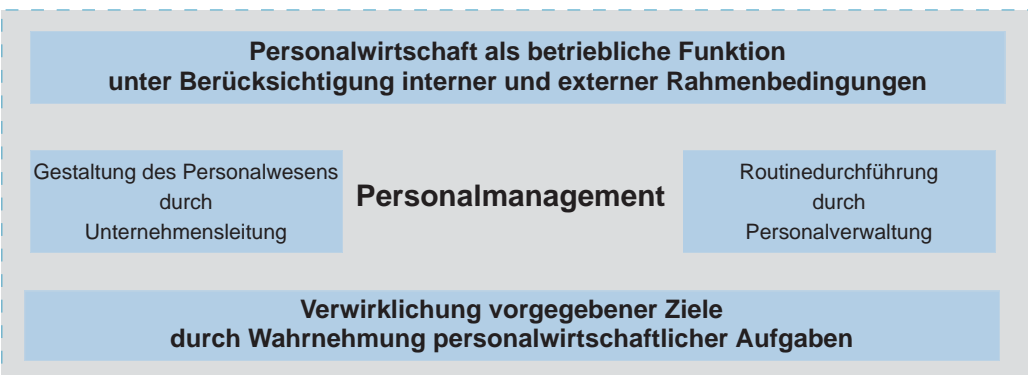 Personalwirtschaft als betriebliche Funktion
unter Berücksichtigung interner und externer Rahmenbedingungen
Gestaltung des Personalwesens
durch
Unternehmensleitung
Personalmanagement
Routinedurchführung
durch
Personalverwaltung
Verwirklichung vorgegebener Ziele
durch Wahrnehmung personalwirtschaftlicher Aufgaben